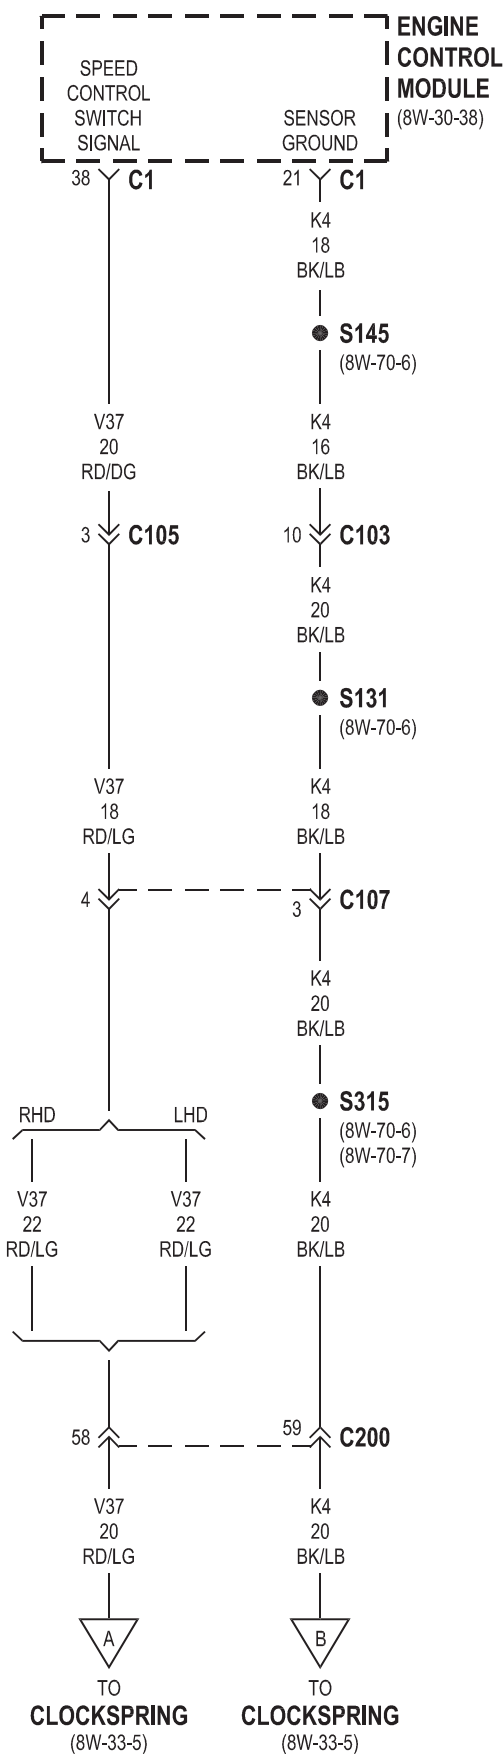 ENGINE
CONTROL
MODULE
(8W-30-38)
SPEED
CONTROL
SWITCH
SIGNAL
SENSOR
GROUND
38 C1
21 C1
K4
18
BK/LB
S145
(8W-70-6)
V37
20
RD/DG
K4
16
BK/LB
3 C105
10 C103
K4
20
BK/LB
S131
(8W-70-6)
V37
18
RD/LG
K4
18
BK/LB
4
3 C107
K4
20
BK/LB
S315
(8W-70-6)
(8W-70-7)
RHD
LHD
V37
22
RD/LG
V37
22
RD/LG
K4
20
BK/LB
58
59 C200
V37
20
RD/LG
K4
20
BK/LB
A
B
TO
CLOCKSPRING
(8W-33-5)
TO
CLOCKSPRING
(8W-33-5)